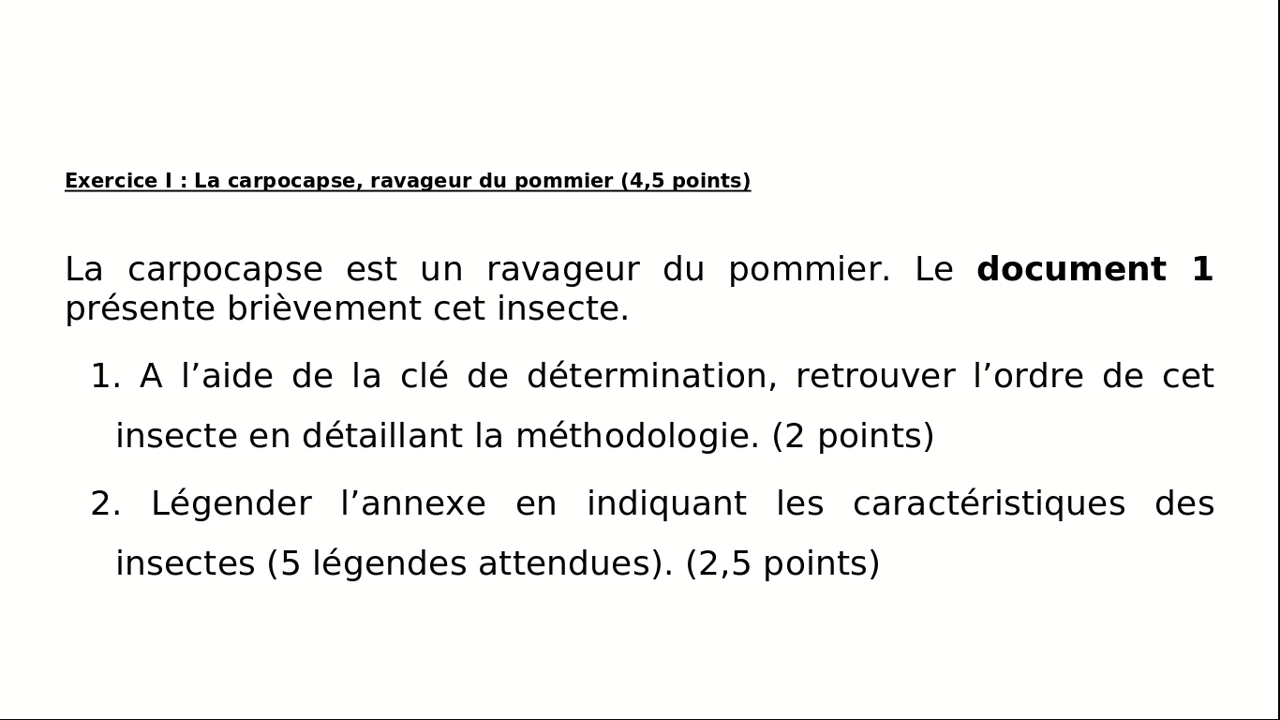 Exercice I : La carpocapse, ravageur du pommier (4,5 points)
La carpocapse est un ravageur du pommier. Le document 1
présente brièvement cet insecte.
1. A l’aide de la clé de détermination, retrouver l’ordre de cet
insecte en détaillant la méthodologie. (2 points)
2. Légender l’annexe en indiquant les caractéristiques des
insectes (5 légendes attendues). (2,5 points)